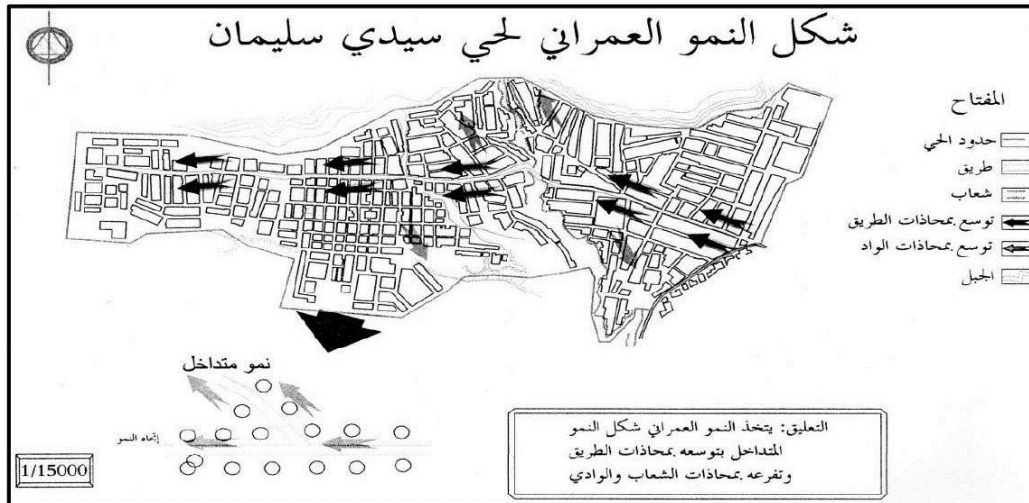 شكل النمو العمراني لحي سيدي سليمان
المفتاح
حدود الحي
طريق
شعاب
توسع بمحاذات الطريق
توسع بمحاذات الواد
الجبل
نمو متداخل
إتجاه النمو
1/15000
التعليق: يتخذ النمو العمراني شكل النمو
المتداخل بتوسعه بمحاذات الطريق
وتفرعه بمحاذات الشعاب والوادي